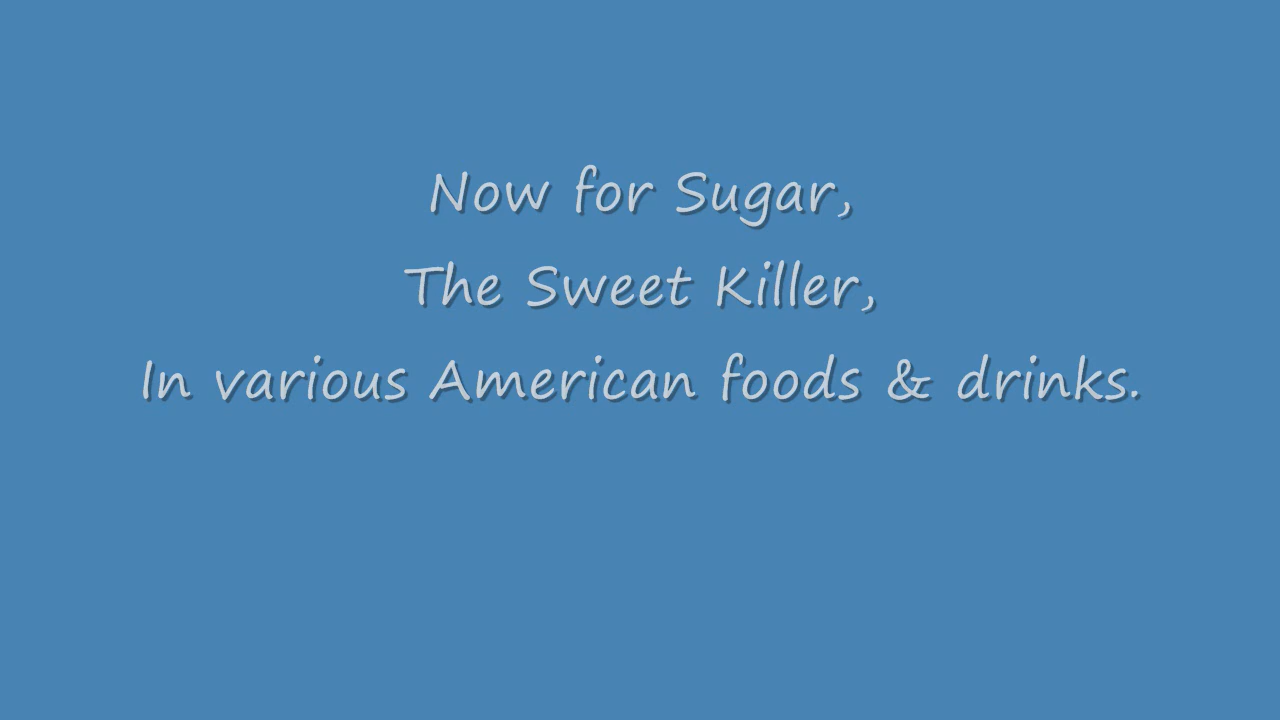 Now for Sugar,
The Sweet Killer,
In various American foods & drinks.